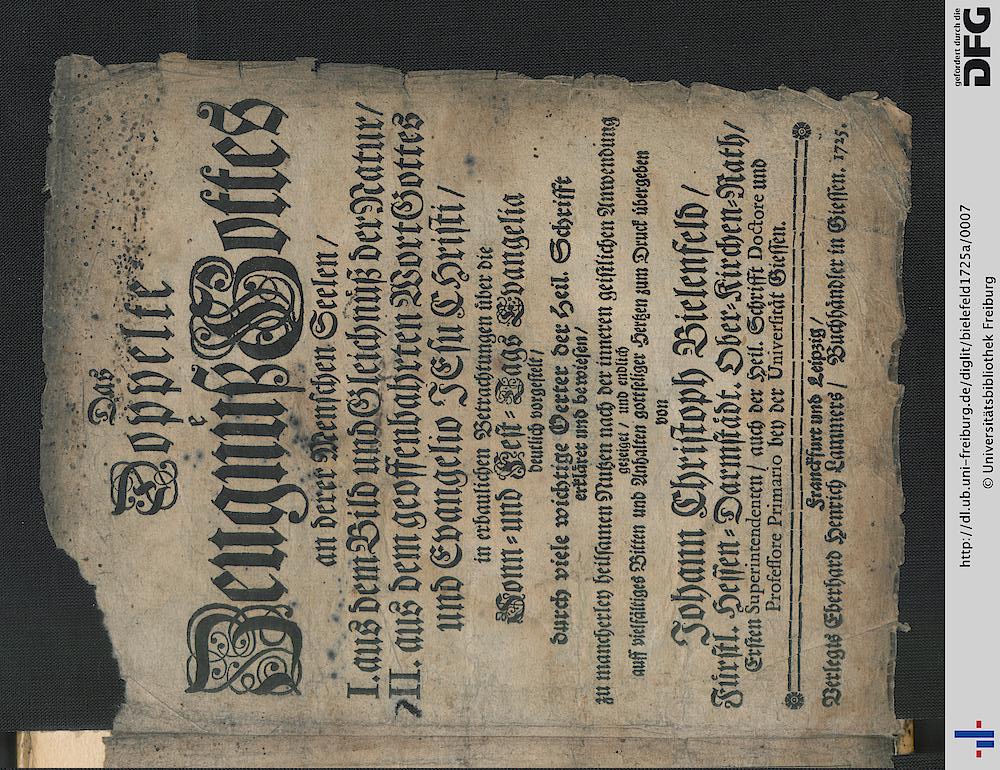 Das
Doppelte
Zeugnuß Gottes
an derer Menschen Seelen /
I. aus dem Bild und Gleichnüß der Natur /
II. aus dem geoffenbahrten Wort Gottes
und Evangelio JEsu CHristi /
in erbaulichen Betrachtungen über die
Sonn- und Fest-Tags Evangelia
deutlich vorgestellt /
durch viele wichtige Oerter der Heil. Schrifft
erkläret und bewiesen /
zu mancherley heilsamen Nutzen nach der inneren geistlichen Anwendung
gezeiget / und endlich
auff vielfältiges Bitten und Anhalten gottseliger Hertzen zum Druck übergeben
von
Johann Christoph Bielenfeld /
Fürstl. Hessen-Darmstädt. Ober-Kirchen-Rath /
Ersten Superintendenten / auch der Heil. Schrifft Doctore und
Professore Primario bey der Universität Giessen.
Franckfurt und Leipzig /
Verlegts Eberhard Henrich Lammers / Buchhändler in Giessen. 1725.
http://dl.ub.uni-freiburg.de/diglit/bielefeld1725a/0007
© Universitätsbibliothek Freiburg
gefördert durch die
DFG